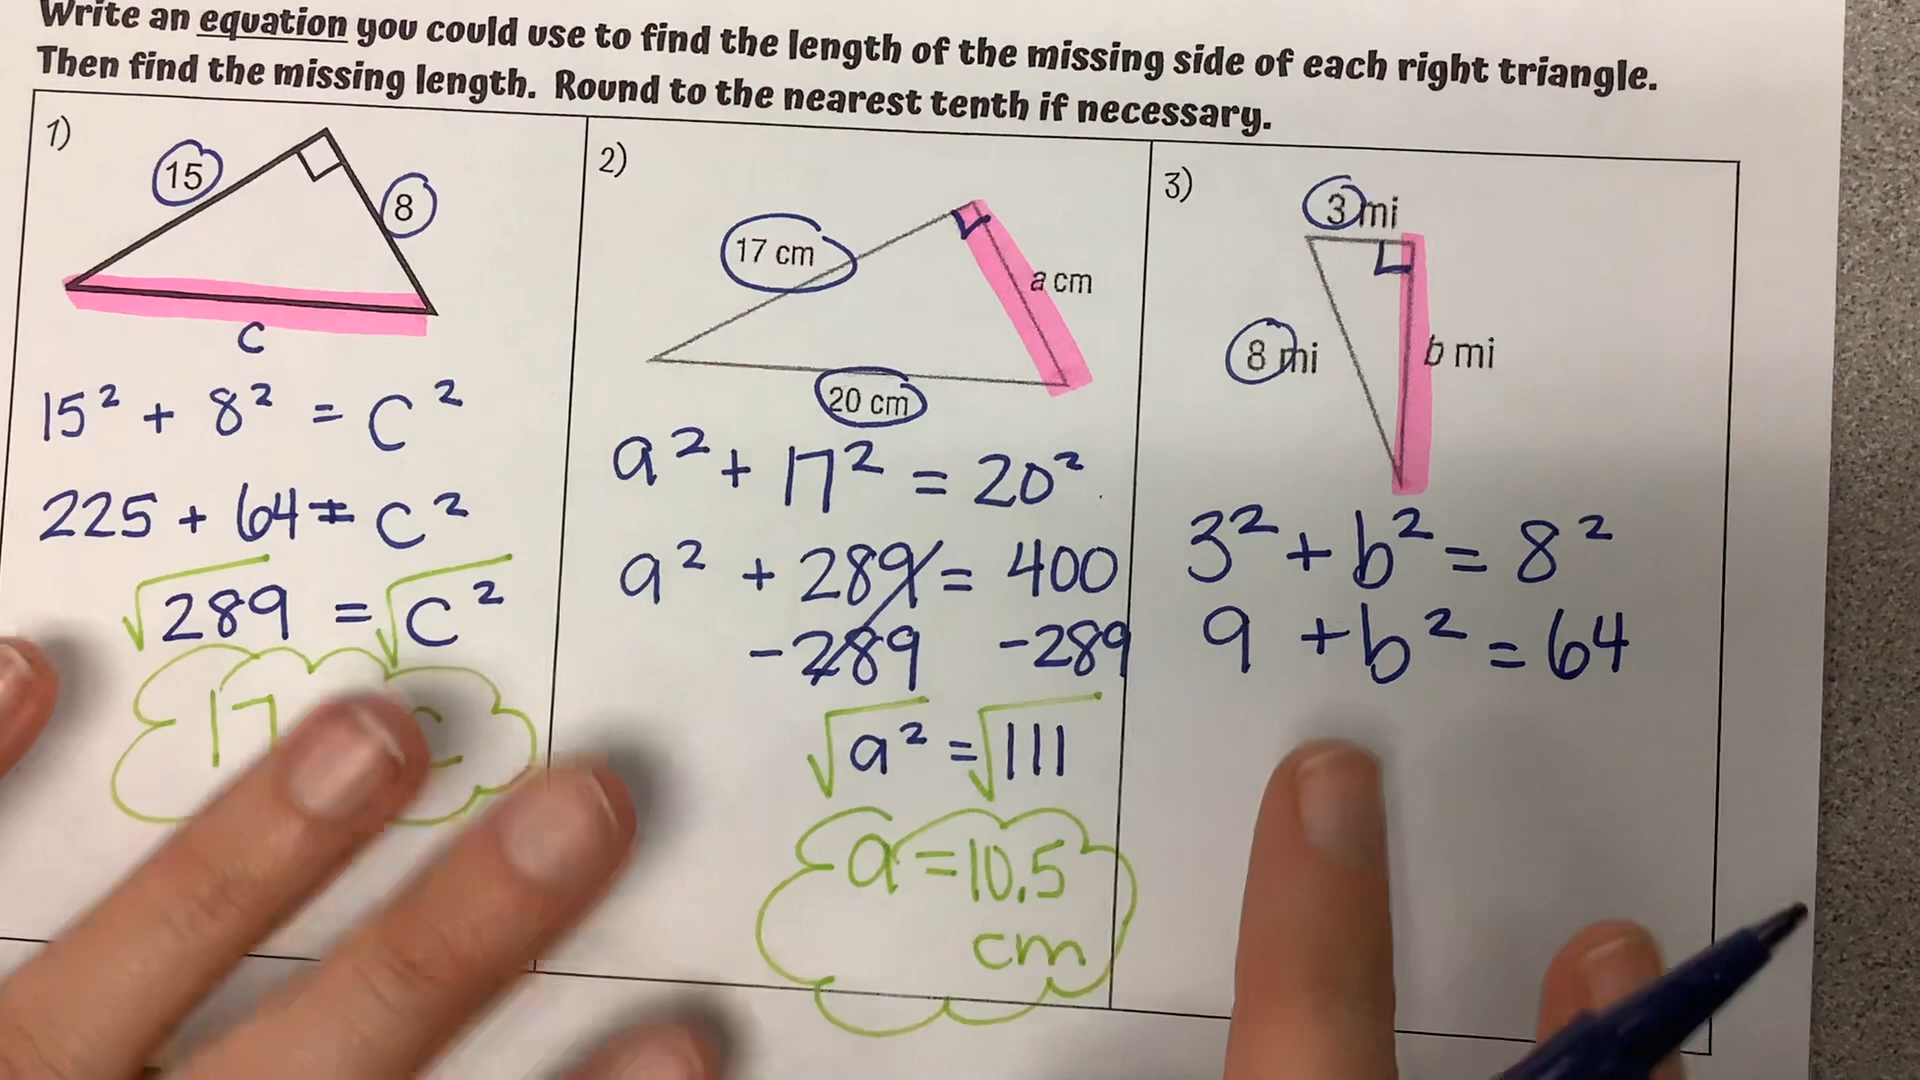 Write an equation you could use to find the length of the missing side of each right triangle.
Then find the missing length. Round to the nearest tenth if necessary.
1)
15
8
c
15² + 8² = c²
225 + 64 = c²
√289 = √c²
17 c
2)
17 cm
a cm
20 cm
a² + 17² = 20²
a² + 289 = 400
-289 -289
√a² = √111
a = 10.5
cm
3)
3 mi
8 mi
b mi
3² + b² = 8²
9 + b² = 64